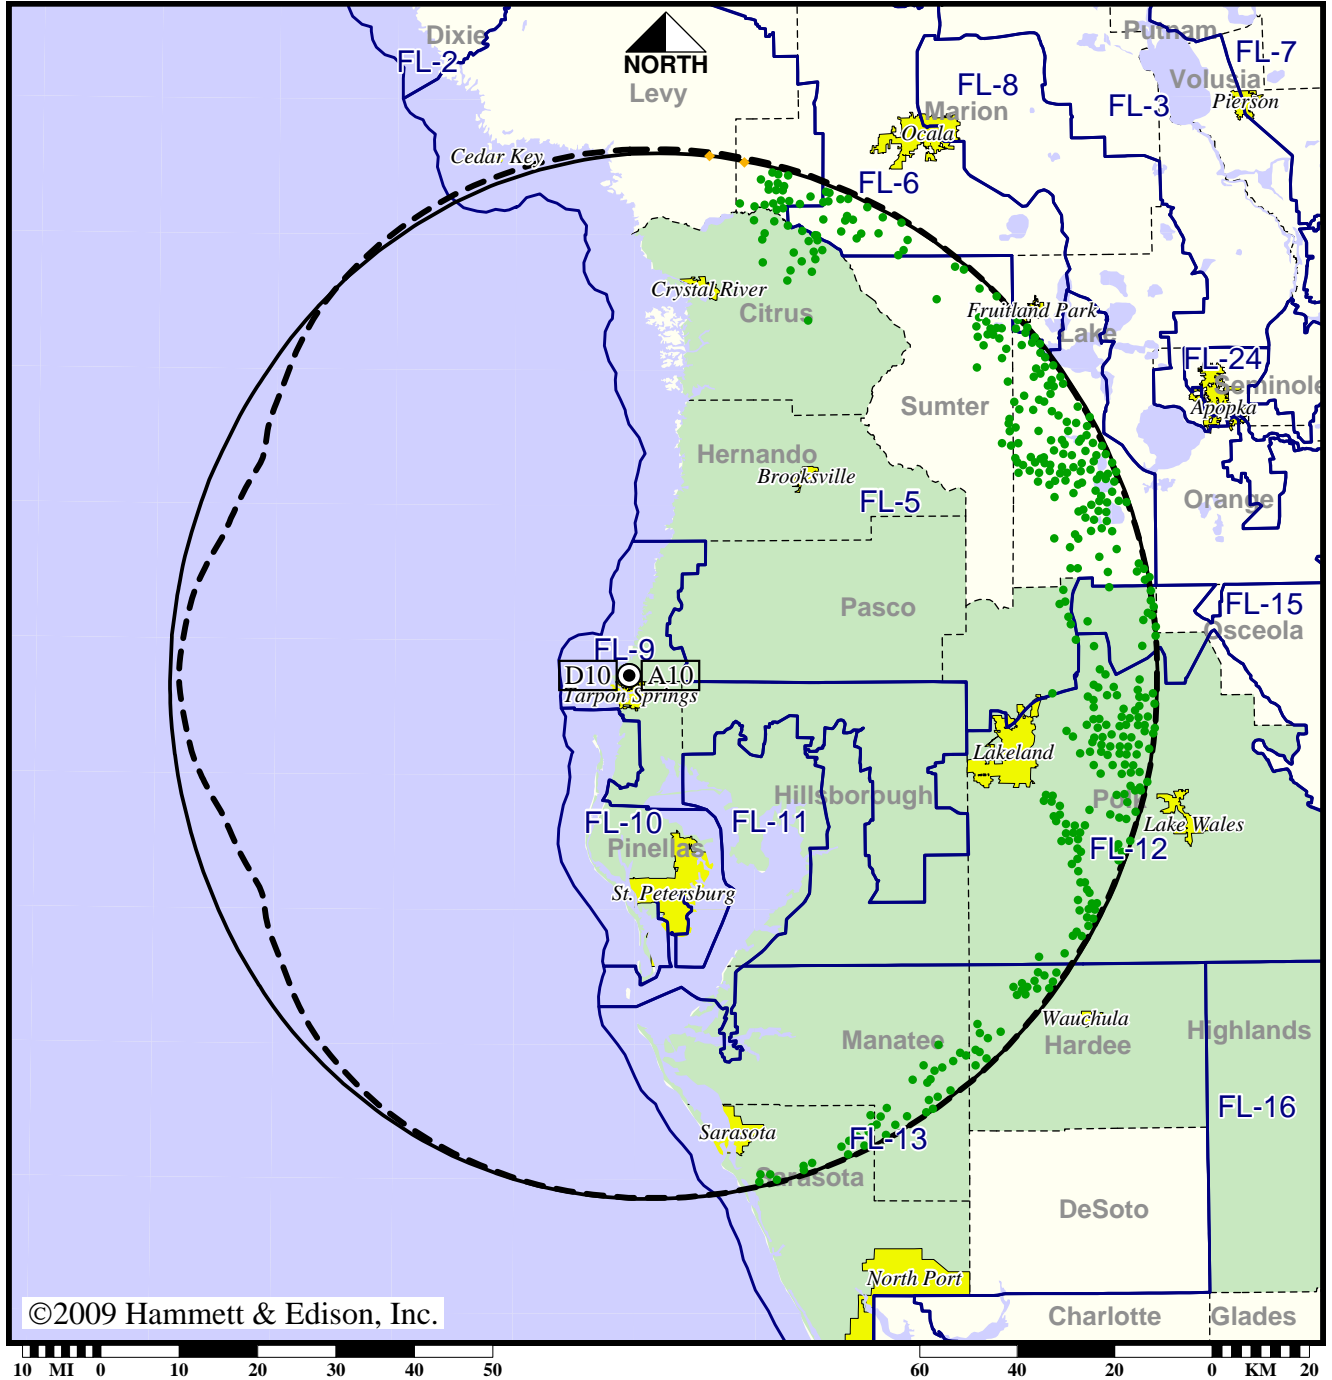 Dixie
Putnam
FL-2
NORTH
Levy
FL-8
Marion
Ocala
FL-3
Volusia
FL-7
Pierson
Cedar Key
FL-6
Crystal River
Citrus
Fruitland Park
Lake
FL-24
Seminole
Apopka
Sumter
Hernando
Brooksville
FL-5
Orange
Pasco
FL-15
Osceola
FL-9
D10
A10
Tarpon Springs
Lakeland
Hillsborough
Polk
FL-10
FL-11
Pinellas
Lake Wales
FL-12
St. Petersburg
Wauchula
Manatee
Hardee
Highlands
FL-16
Sarasota
FL-13
Sarasota
DeSoto
North Port
Charlotte
Glades
©2009 Hammett & Edison, Inc.
10 MI 0 10 20 30 40 50
60 40 20 0 KM 20